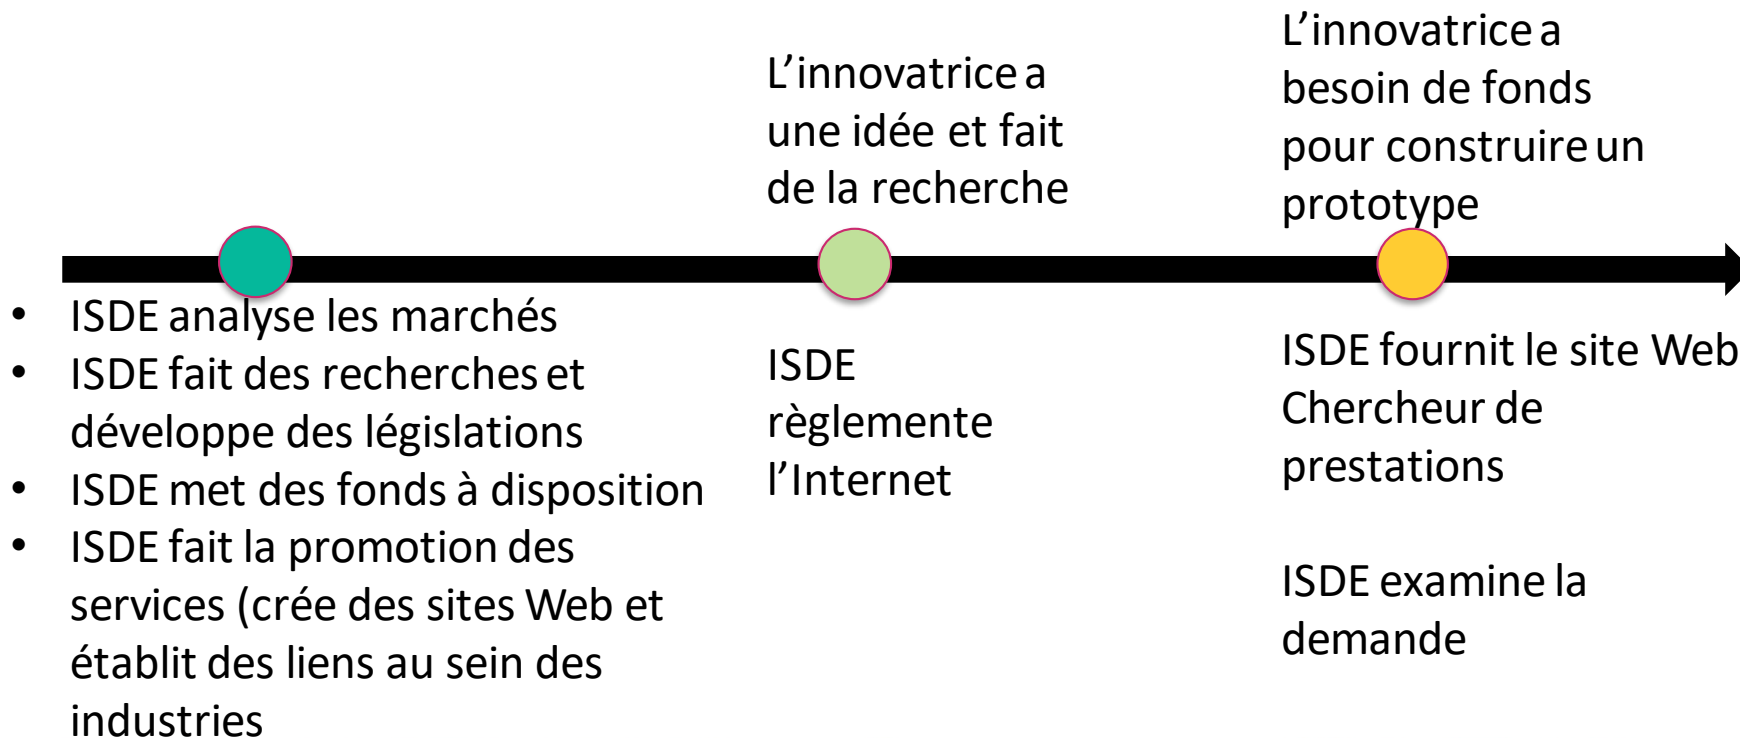 L’innovatrice a
une idée et fait
de la recherche
L’innovatrice a
besoin de fonds
pour construire un
prototype
• ISDE analyse les marchés
• ISDE fait des recherches et
développe des législations
• ISDE met des fonds à disposition
• ISDE fait la promotion des
services (crée des sites Web et
établit des liens au sein des
industries
ISDE
règlemente
l’Internet
ISDE fournit le site Web
Chercheur de
prestations
ISDE examine la
demande